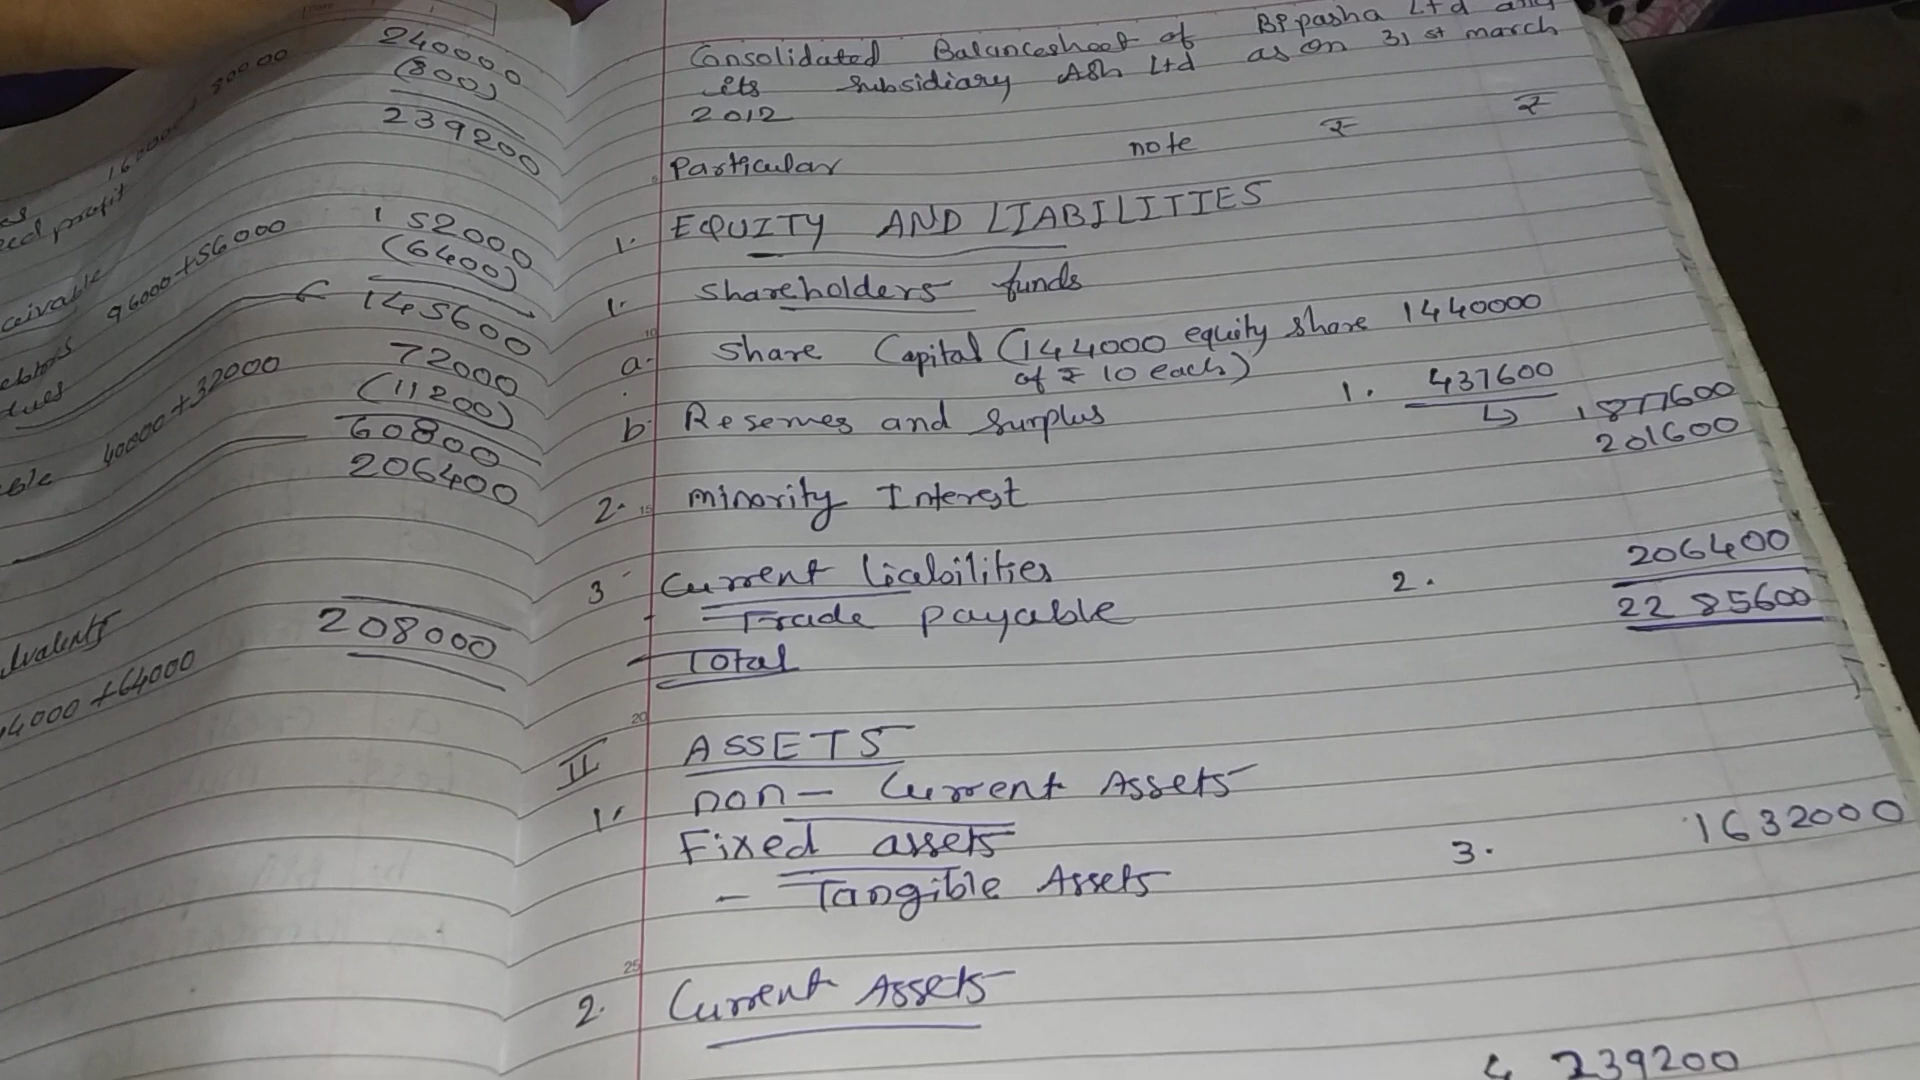 240000
(800)
239200
eed profit
96000+56000
152000
(6400)
145600
40000+32000
72000
(11200)
60800
206400
4000+64000
208000
Consolidated Balancesheet of BPpasha Ltd and
its Subsidiary Ash Ltd as on 31st march
2012
Particular note ₹ ₹
1. EQUITY AND LIABILITIES
1. Shareholders funds
a. Share Capital (144000 equity share 1440000
of ₹ 10 each)
b. Reserves and Surplus 1. 437600
↳ 1877600
2. minority Interest 201600
3 Current liabilities
- Trade payable 2. 206400
Total 2285600
II ASSETS
1. non- Current Assets
Fixed assets
- Tangible Assets 3. 1632000
2. Current Assets
4 239200